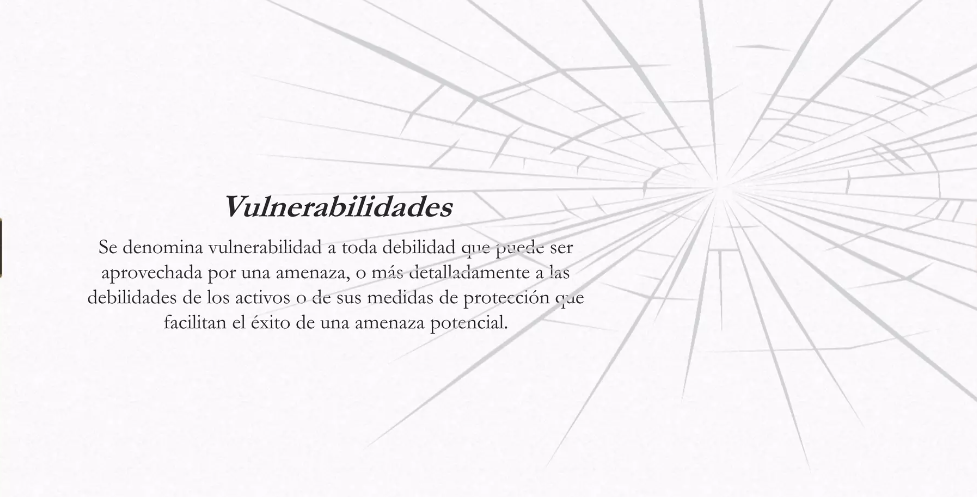 Vulnerabilidades
Se denomina vulnerabilidad a toda debilidad que puede ser
aprovechada por una amenaza, o más detalladamente a las
debilidades de los activos o de sus medidas de protección que
facilitan el éxito de una amenaza potencial.